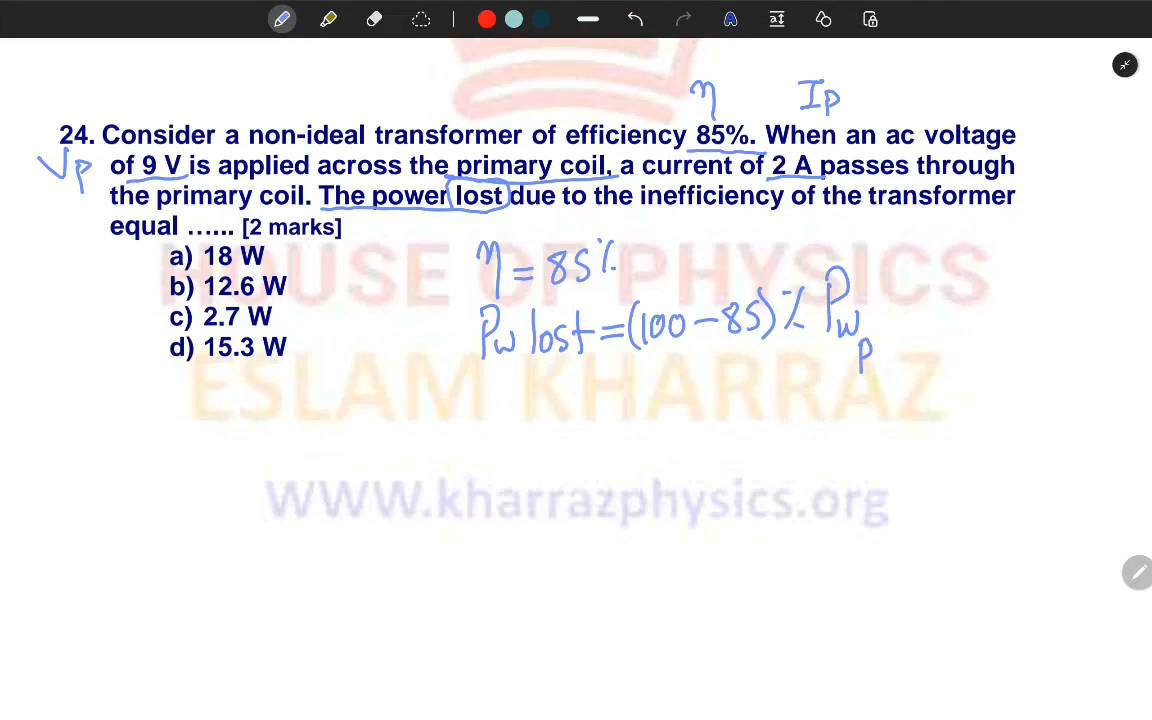 η Ip
24. Consider a non-ideal transformer of efficiency 85%. When an ac voltage
Vp of 9 V is applied across the primary coil, a current of 2 A passes through
the primary coil. The power lost due to the inefficiency of the transformer
equal …... [2 marks]
a) 18 W
b) 12.6 W
c) 2.7 W
d) 15.3 W
η = 85%
Pw lost = (100 - 85) % Pwp
HOUSE OF PHYSICS
ESLAM KHARRAZ
WWW.kharrazphysics.org